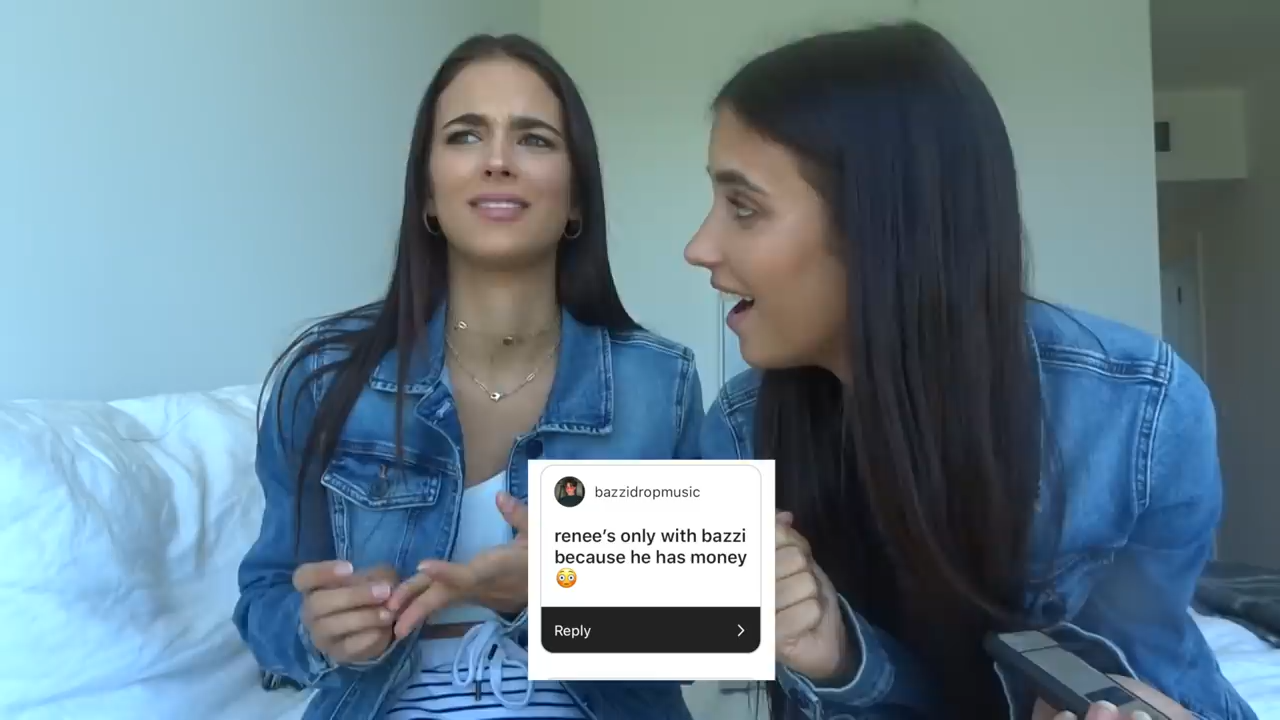 bazzidropmusic
renee’s only with bazzi
because he has money
😳
Reply